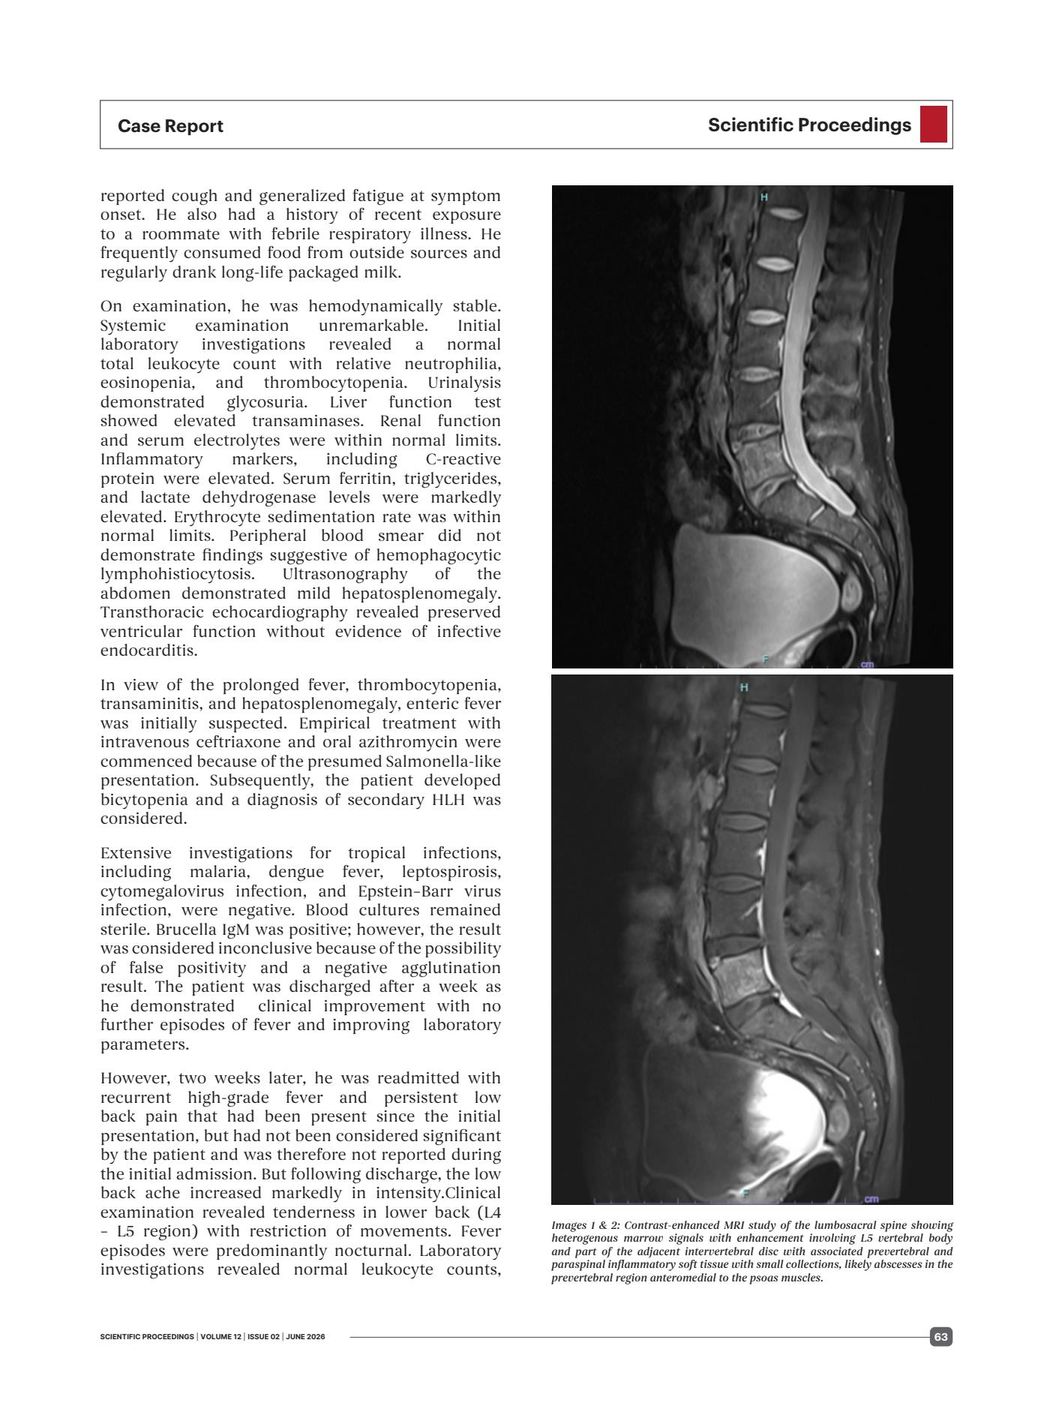 Case Report
Scientific Proceedings
reported cough and generalized fatigue at symptom
onset. He also had a history of recent exposure
to a roommate with febrile respiratory illness. He
frequently consumed food from outside sources and
regularly drank long-life packaged milk.
On examination, he was hemodynamically stable.
Systemic examination unremarkable. Initial
laboratory investigations revealed a normal
total leukocyte count with relative neutrophilia,
eosinopenia, and thrombocytopenia. Urinalysis
demonstrated glycosuria. Liver function test
showed elevated transaminases. Renal function
and serum electrolytes were within normal limits.
Inflammatory markers, including C-reactive
protein were elevated. Serum ferritin, triglycerides,
and lactate dehydrogenase levels were markedly
elevated. Erythrocyte sedimentation rate was within
normal limits. Peripheral blood smear did not
demonstrate findings suggestive of hemophagocytic
lymphohistiocytosis. Ultrasonography of the
abdomen demonstrated mild hepatosplenomegaly.
Transthoracic echocardiography revealed preserved
ventricular function without evidence of infective
endocarditis.
In view of the prolonged fever, thrombocytopenia,
transaminitis, and hepatosplenomegaly, enteric fever
was initially suspected. Empirical treatment with
intravenous ceftriaxone and oral azithromycin were
commenced because of the presumed Salmonella-like
presentation. Subsequently, the patient developed
bicytopenia and a diagnosis of secondary HLH was
considered.
Extensive investigations for tropical infections,
including malaria, dengue fever, leptospirosis,
cytomegalovirus infection, and Epstein–Barr virus
infection, were negative. Blood cultures remained
sterile. Brucella IgM was positive; however, the result
was considered inconclusive because of the possibility
of false positivity and a negative agglutination
result. The patient was discharged after a week as
he demonstrated clinical improvement with no
further episodes of fever and improving laboratory
parameters.
However, two weeks later, he was readmitted with
recurrent high-grade fever and persistent low
back pain that had been present since the initial
presentation, but had not been considered significant
by the patient and was therefore not reported during
the initial admission. But following discharge, the low
back ache increased markedly in intensity.Clinical
examination revealed tenderness in lower back (L4
– L5 region) with restriction of movements. Fever
episodes were predominantly nocturnal. Laboratory
investigations revealed normal leukocyte counts,
H
F
cm
H
F
cm
Images 1 & 2: Contrast-enhanced MRI study of the lumbosacral spine showing
heterogenous marrow signals with enhancement involving L5 vertebral body
and part of the adjacent intervertebral disc with associated prevertebral and
paraspinal inflammatory soft tissue with small collections, likely abscesses in the
prevertebral region anteromedial to the psoas muscles.
SCIENTIFIC PROCEEDINGS | VOLUME 12 | ISSUE 02 | JUNE 2026
63